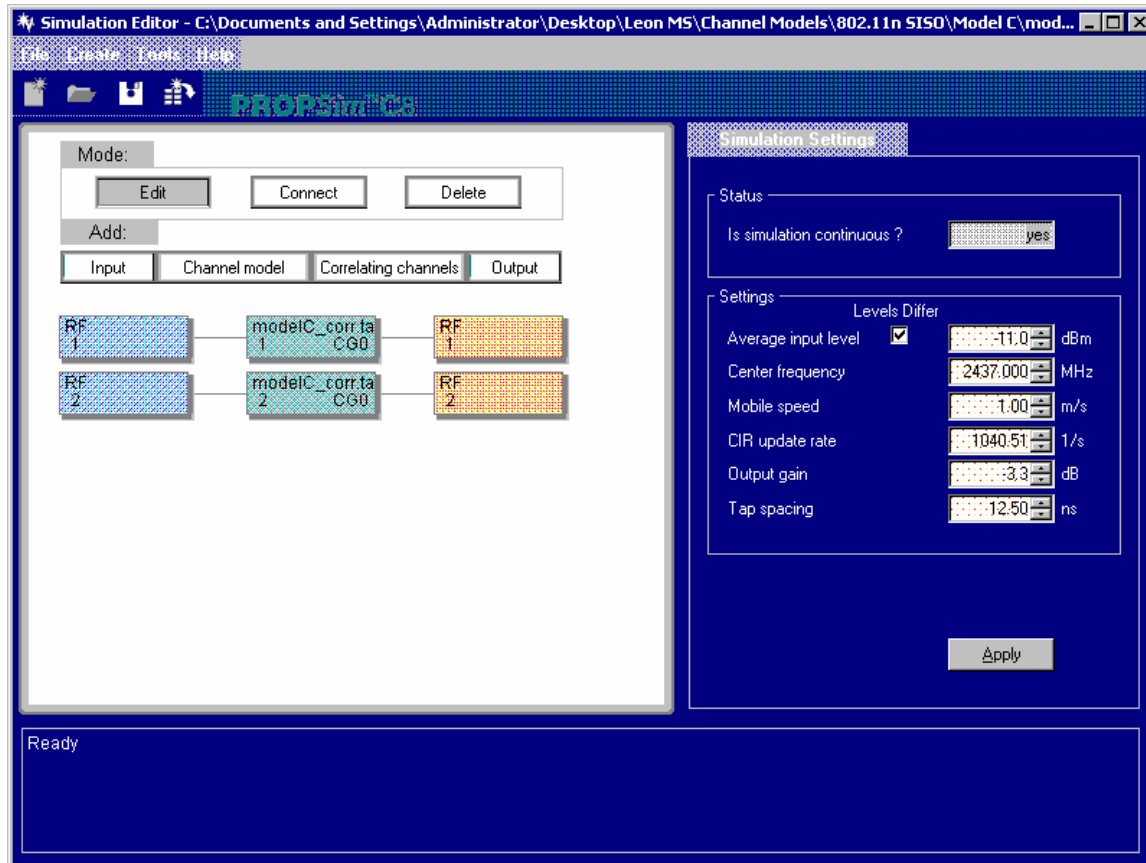 Simulation Editor - C:\Documents and Settings\Administrator\Desktop\Leon MS\Channel Models\802.11n SISO\Model C\mod...
File Create Tools Help
PROPSim™C8
Mode:
Edit Connect Delete
Add:
Input Channel model Correlating channels Output
RF
1
modelC_corr.ta
1 CG0
RF
1
RF
2
modelC_corr.ta
2 CG0
RF
2
Simulation Settings
Status
Is simulation continuous ? yes
Settings
Levels Differ
Average input level -11.0 dBm
Center frequency 2437.000 MHz
Mobile speed 1.00 m/s
CIR update rate 1040.51 1/s
Output gain -3.3 dB
Tap spacing 12.50 ns
Apply
Ready